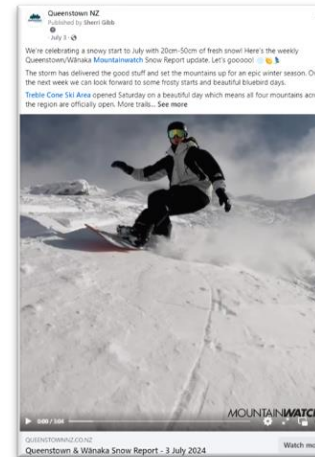 Queenstown NZ
Published by Sherri Gibb
July 3
We're celebrating a snowy start to July with 20cm-50cm of fresh snow! Here's the weekly
Queenstown/Wānaka Mountainwatch Snow Report update. Let's gooooo!
The storm has delivered the good stuff and set the mountains up for an epic winter season. O
the next week we can look forward to some frosty starts and beautiful bluebird days.
Treble Cone Ski Area opened Saturday on a beautiful day which means all four mountains acr
the region are officially open. More trails... See more
MOUNTAINWATCH
0:00 /
QUEENSTOWNNZ.CO.NZ
Queenstown & Wānaka Snow Report - 3 July 2024
Watch mo